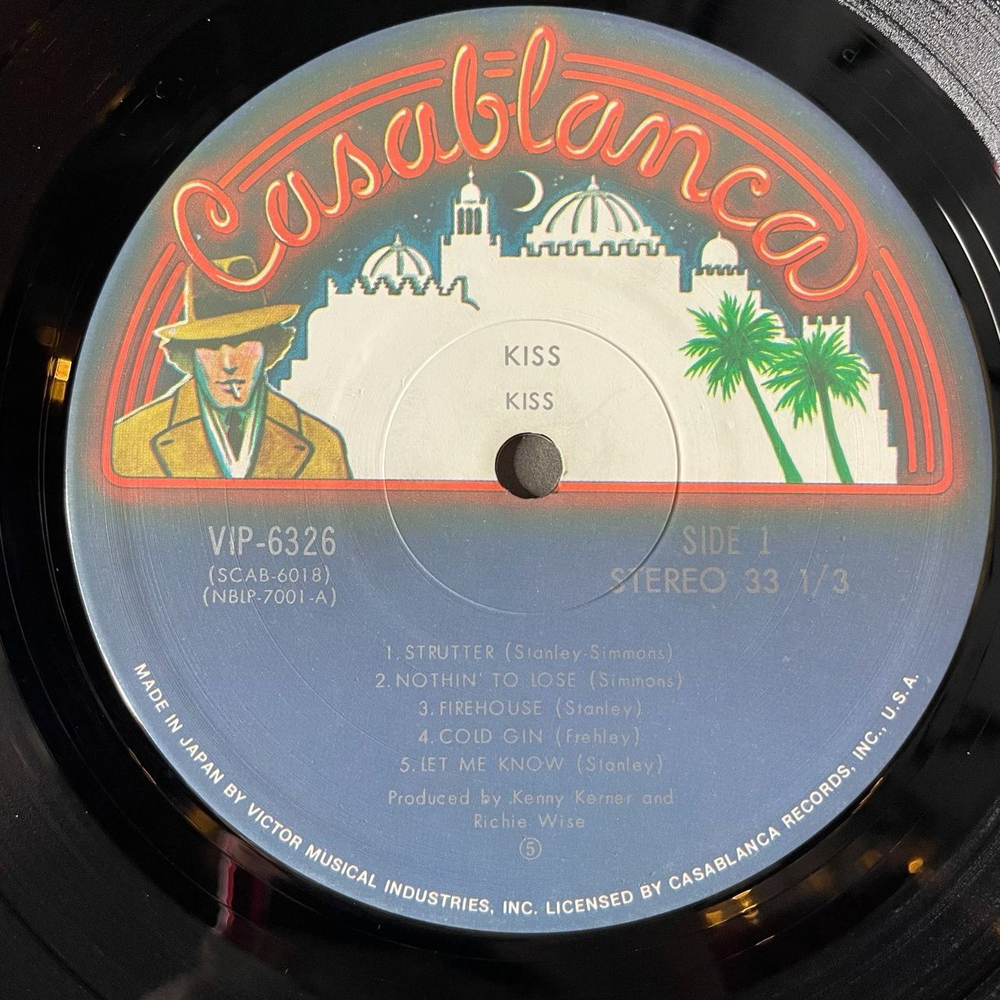 Casablanca
KISS
KISS
VIP-6326
(SCAB-6018)
(NBLP-7001-A)
SIDE 1
STEREO 33 1/3
1. STRUTTER (Stanley-Simmons)
2. NOTHIN' TO LOSE (Simmons)
3. FIREHOUSE (Stanley)
4. COLD GIN (Frehley)
5. LET ME KNOW (Stanley)
Produced by Kenny Kerner and
Richie Wise
⑤
MADE IN JAPAN BY VICTOR MUSICAL INDUSTRIES, INC. LICENSED BY CASABLANCA RECORDS, INC., U.S.A.